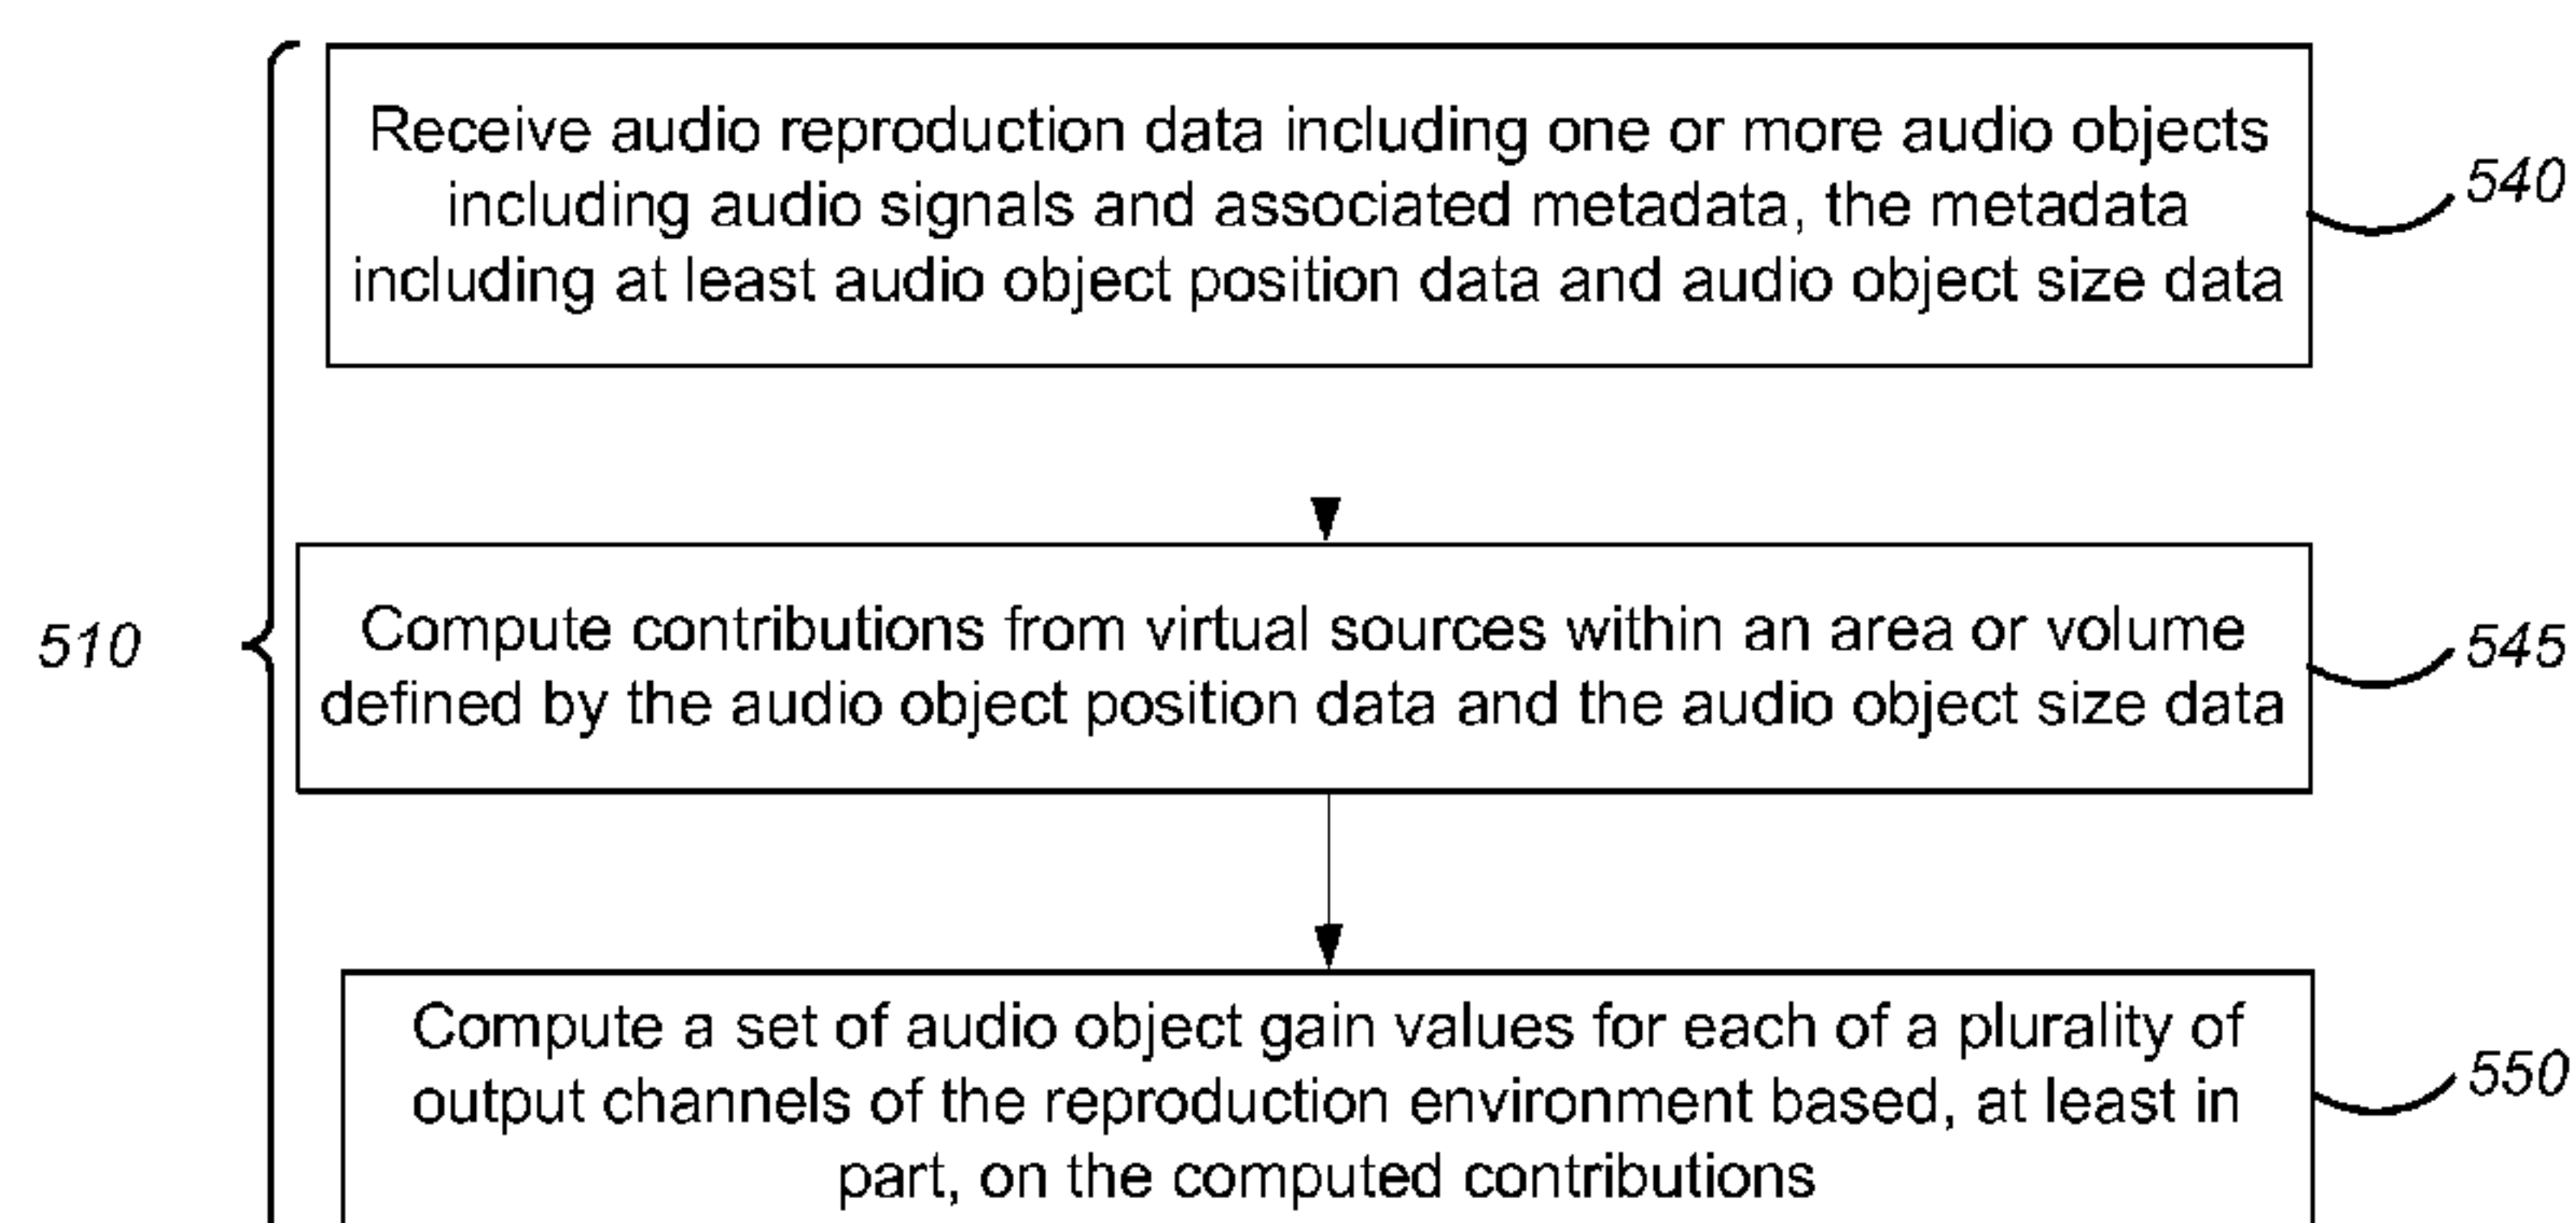 Receive audio reproduction data including one or more audio objects
including audio signals and associated metadata, the metadata
including at least audio object position data and audio object size data
540
510
Compute contributions from virtual sources within an area or volume
defined by the audio object position data and the audio object size data
545
Compute a set of audio object gain values for each of a plurality of
output channels of the reproduction environment based, at least in
part, on the computed contributions
550